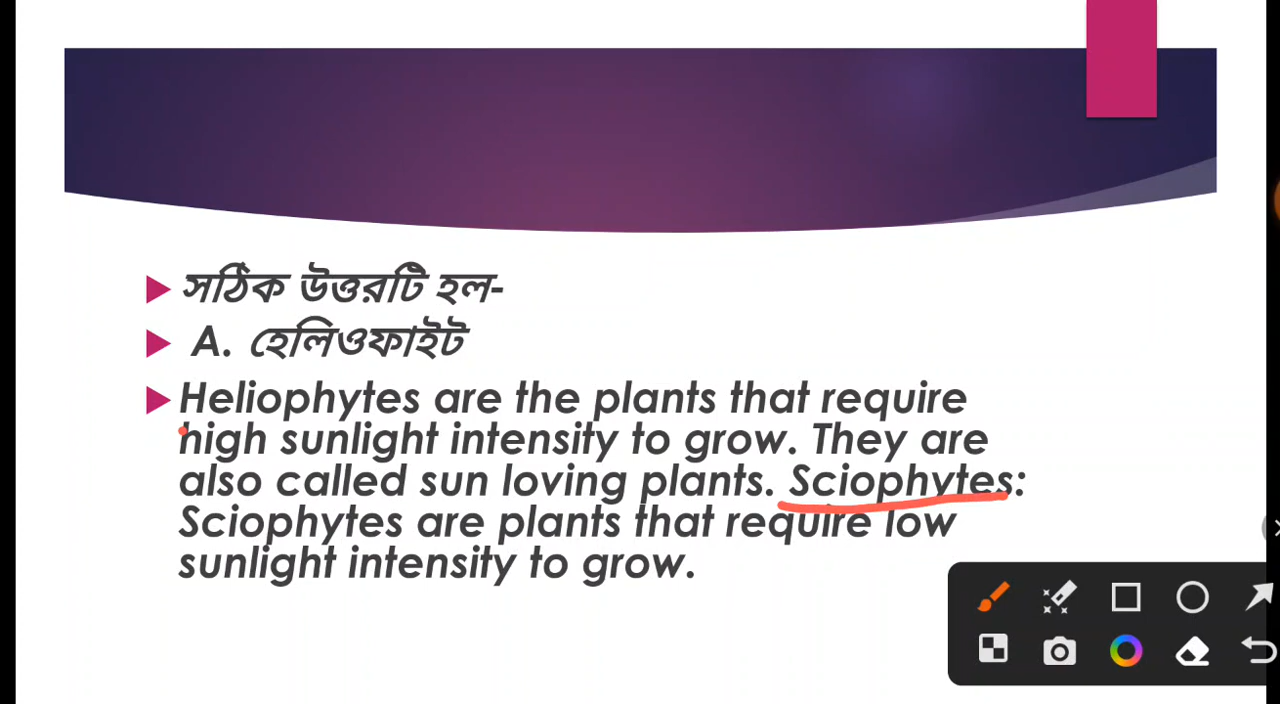 সঠিক উত্তরটি হল-
A. হেলিওফাইট
Heliophytes are the plants that require
high sunlight intensity to grow. They are
also called sun loving plants. Sciophytes:
Sciophytes are plants that require low
sunlight intensity to grow.